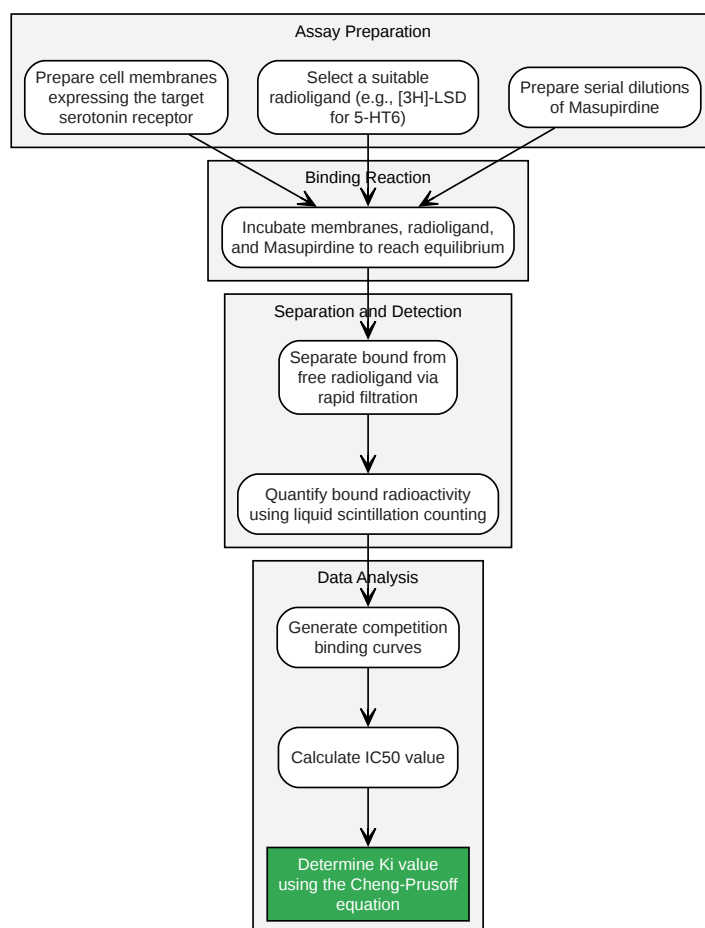 Assay Preparation
Prepare cell membranes
expressing the target
serotonin receptor
Select a suitable
radioligand (e.g., [3H]-LSD
for 5-HT6)
Prepare serial dilutions
of Masupirdine
Binding Reaction
Incubate membranes, radioligand,
and Masupirdine to reach equilibrium
Separation and Detection
Separate bound from
free radioligand via
rapid filtration
Quantify bound radioactivity
using liquid scintillation counting
Data Analysis
Generate competition
binding curves
Calculate IC50 value
Determine Ki value
using the Cheng-Prusoff
equation